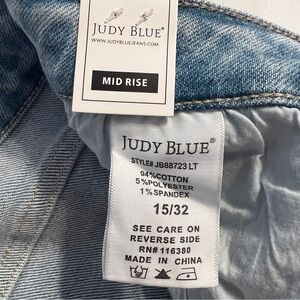 JUDY BLUE®
WWW.JUDYBLUEJEANS.COM
MID RISE
JUDY BLUE®
STYLE# JB88723 LT
94%COTTON
5%POLYESTER
1%SPANDEX
15/32
SEE CARE ON
REVERSE SIDE
RN#116380
MADE IN CHINA